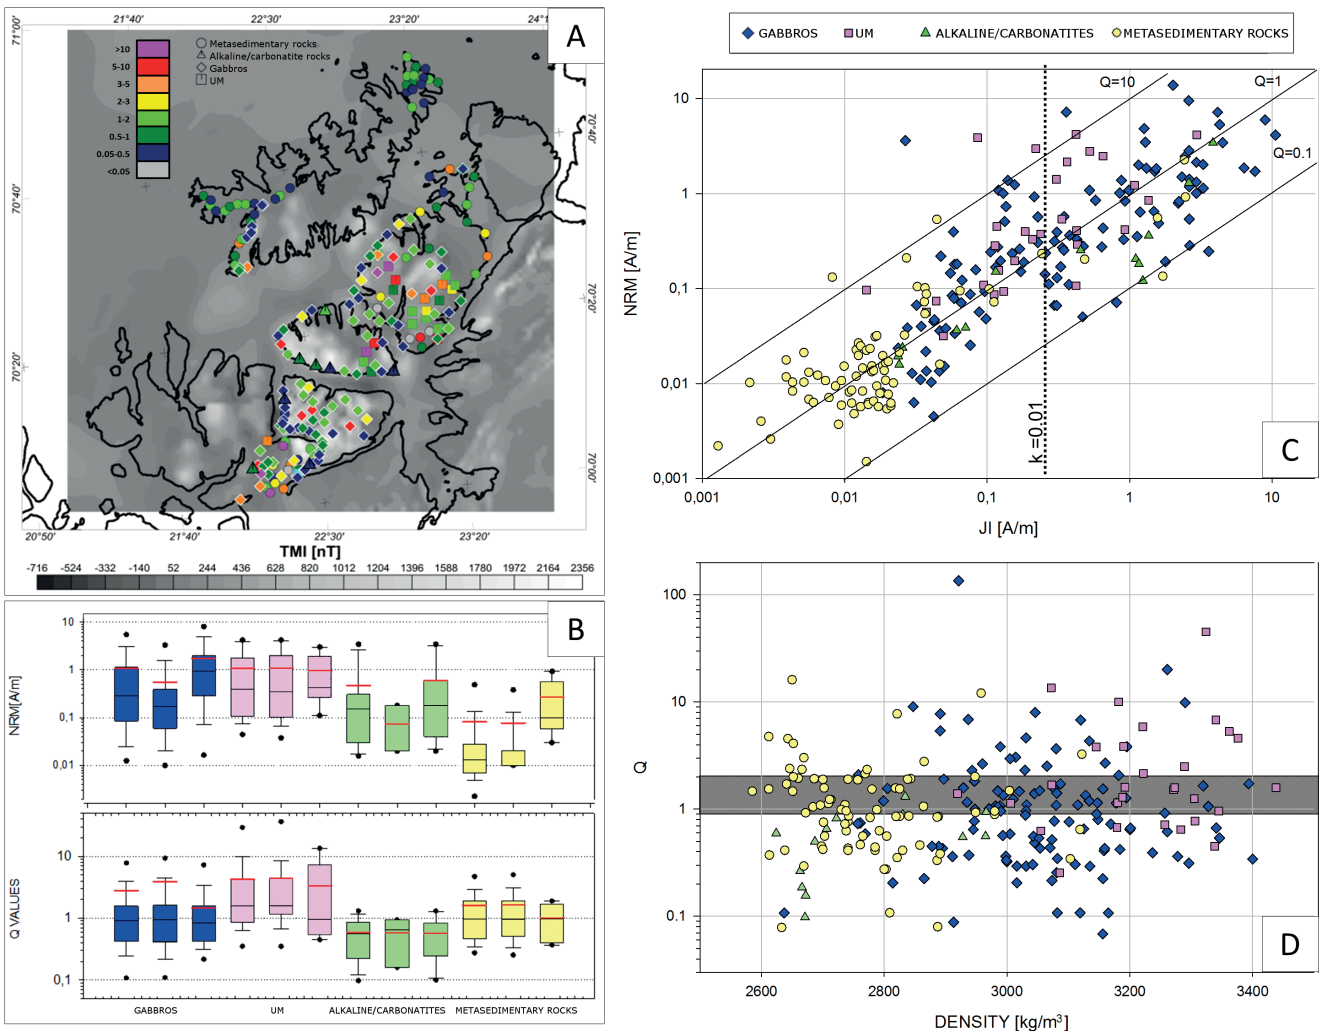 21°40' 22°30' 23°20' 24°1
A
71°00'
>10
5-10
3-5
2-3
1-2
0.5-1
0.05-0.5
<0.05
Metasedimentary rocks
Alkaline/carbonatite rocks
Gabbros
UM
70°40'
70°40'
70°20'
70°20'
70°00'
20°50' 21°40' 22°30' 23°20'
TMI [nT]
-716 -524 -332 -140 52 244 436 628 820 1012 1204 1396 1588 1780 1972 2164 2356
B
NRM[A/m]
10
1
0,1
0,01
Q VALUES
10
1
0,1
GABBROS UM ALKALINE/CARBONATITES METASEDIMENTARY ROCKS
GABBROS UM ALKALINE/CARBONATITES METASEDIMENTARY ROCKS
NRM [A/m]
10
1
0,1
0,01
0,001
Q=10
Q=1
Q=0.1
k =0.01
C
0,001 0,01 0,1 1 10
JI [A/m]
Q
100
10
1
0.1
D
2600 2800 3000 3200 3400
DENSITY [kg/m³]